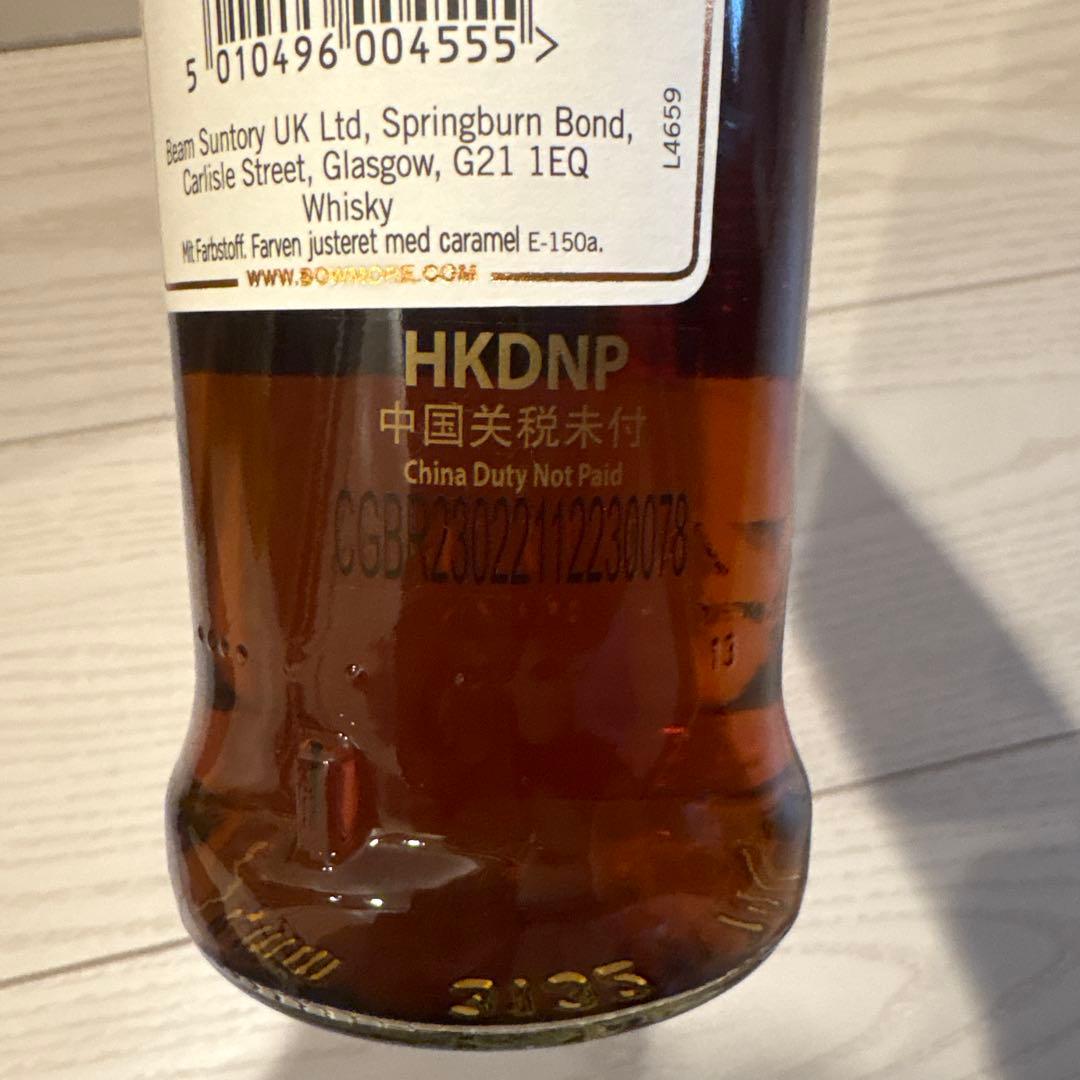 5 010496 004555 >
Beam Suntory UK Ltd, Springburn Bond,
Carlisle Street, Glasgow, G21 1EQ
Whisky
Mit Farbstoff. Farven justeret med caramel E-150a.
WWW.BOWMORE.COM
L4659
HKDNP
中国关税未付
China Duty Not Paid
CGBR23022112230078
13
3135